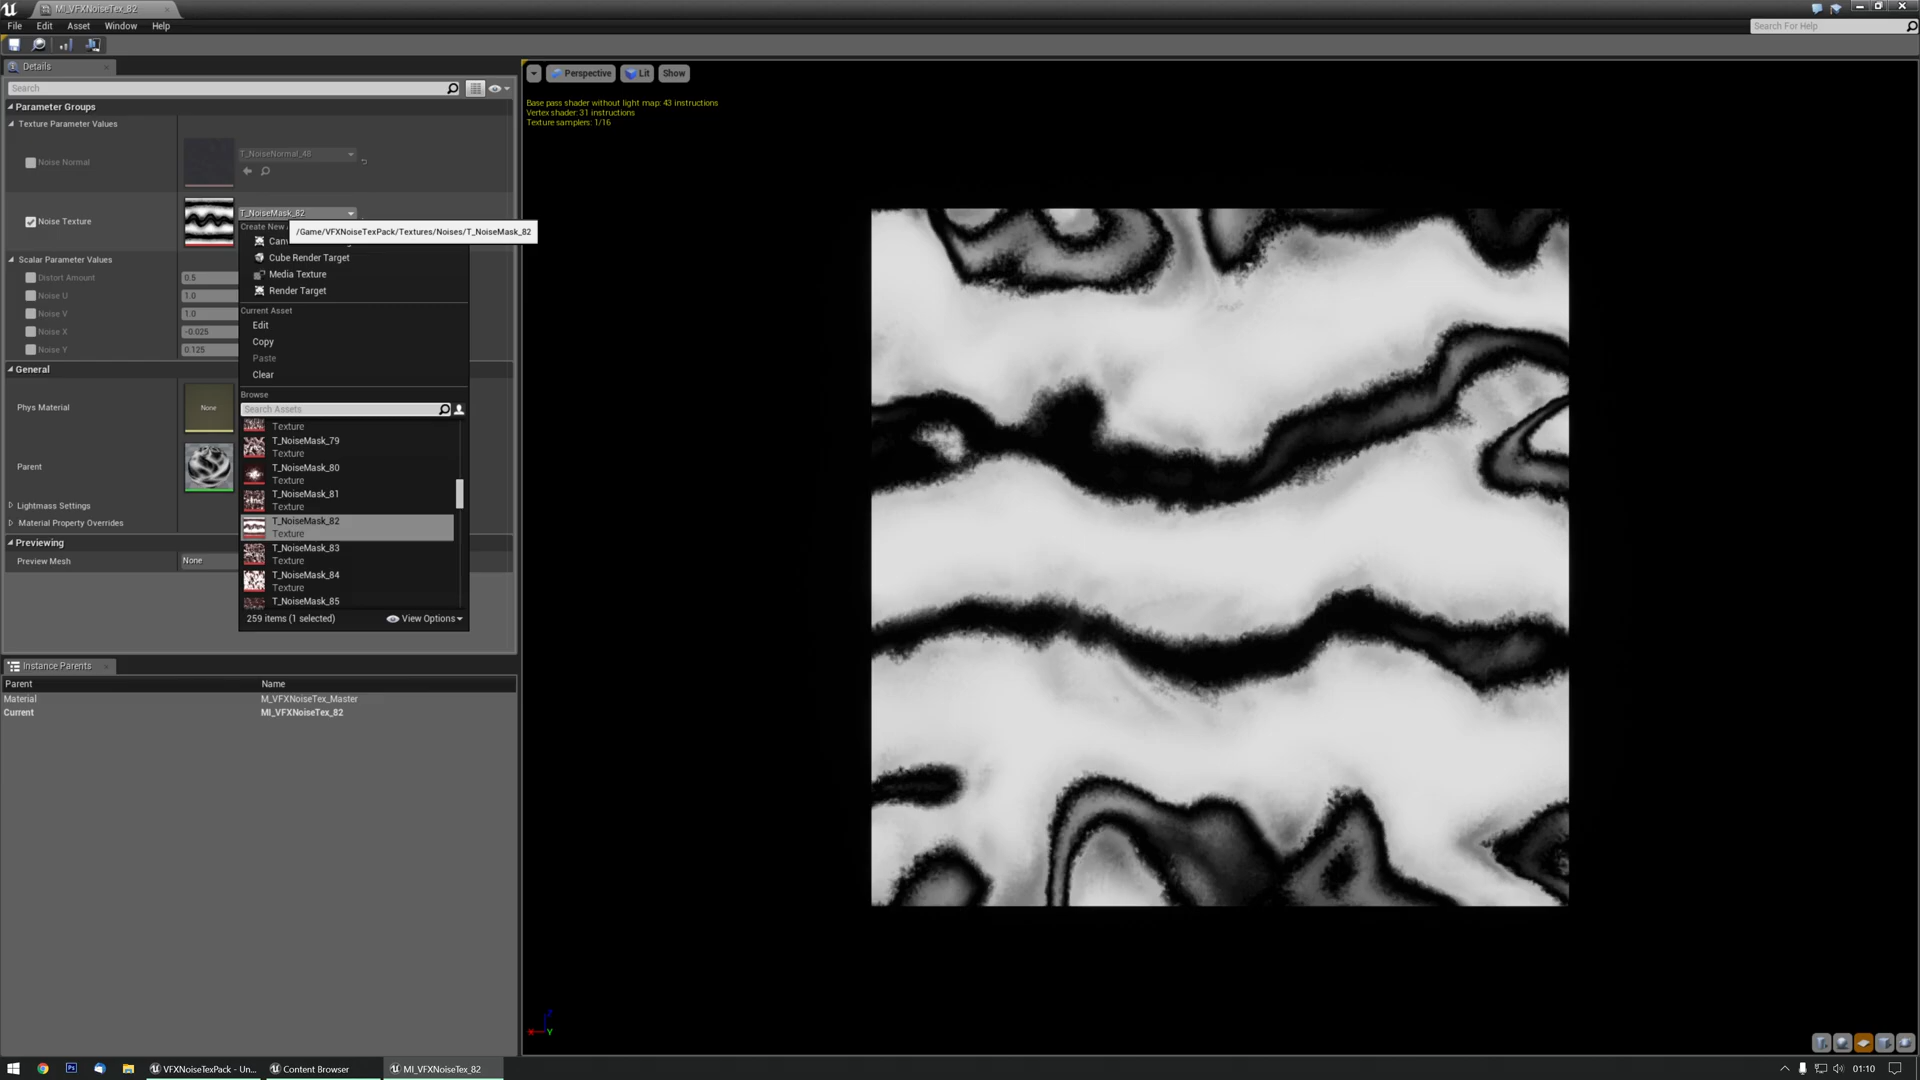 MI_VFXNoiseTex_82
File Edit Asset Window Help
Search For Help
Details
Search
Parameter Groups
Texture Parameter Values
Noise Normal
T_NoiseNormal_48
Noise Texture
T_NoiseMask_82
Create New
/Game/VFXNoiseTexPack/Textures/Noises/T_NoiseMask_82
Cube Render Target
Media Texture
Render Target
Scalar Parameter Values
Distort Amount 0.5
Noise U 1.0
Noise V 1.0
Noise X -0.025
Noise Y 0.125
Current Asset
Edit
Copy
Paste
Clear
General
Phys Material
None
Parent
Lightmass Settings
Material Property Overrides
Previewing
Preview Mesh None
Browse
Search Assets
Texture
T_NoiseMask_79
Texture
T_NoiseMask_80
Texture
T_NoiseMask_81
Texture
T_NoiseMask_82
Texture
T_NoiseMask_83
Texture
T_NoiseMask_84
Texture
T_NoiseMask_85
259 items (1 selected) View Options
Instance Parents
Parent Name
Material M_VFXNoiseTex_Master
Current MI_VFXNoiseTex_82
Perspective Lit Show
Base pass shader without light map: 43 instructions
Vertex shader: 31 instructions
Texture samplers: 1/16
Z
X
Y
VFXNoiseTexPack - Un...
Content Browser
MI_VFXNoiseTex_82
01:10